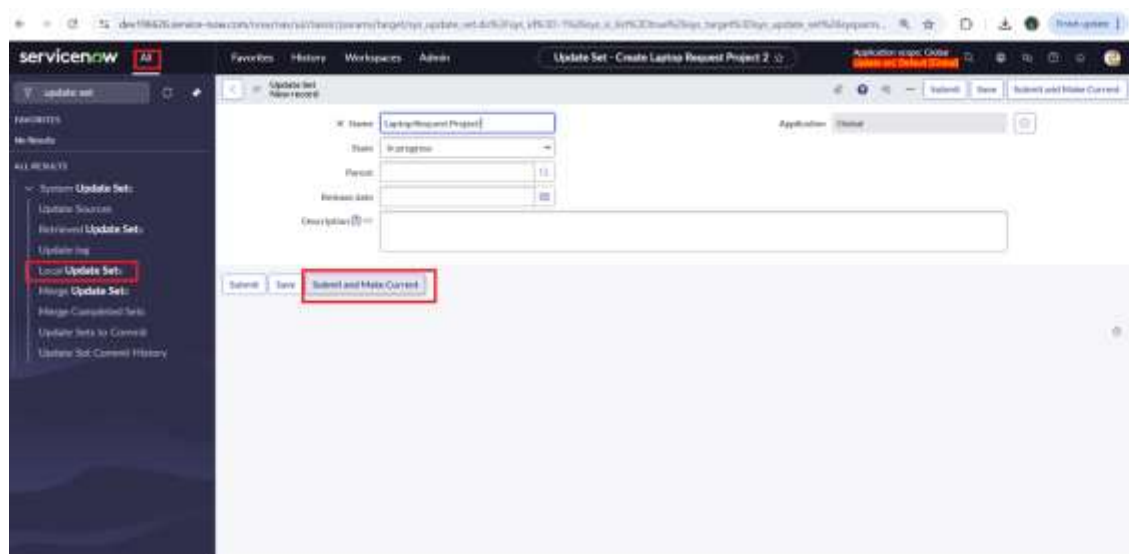 servicenow All Favorites History Workspaces Admin Update Set - Create Laptop Request Project 2 Application scope: Global
Update set: Default [Global]
update set
Update Set
New record
Submit Save Submit and Make Current
FAVORITES
No Results
ALL RESULTS
System Update Sets
Update Sources
Retrieved Update Sets
Update log
Local Update Sets
Merge Update Sets
Merge Completed Sets
Update Sets to Commit
Update Set Commit History
Name Laptop Request Project
Application Global
State In progress
Parent
Release date
Description
Submit Save Submit and Make Current